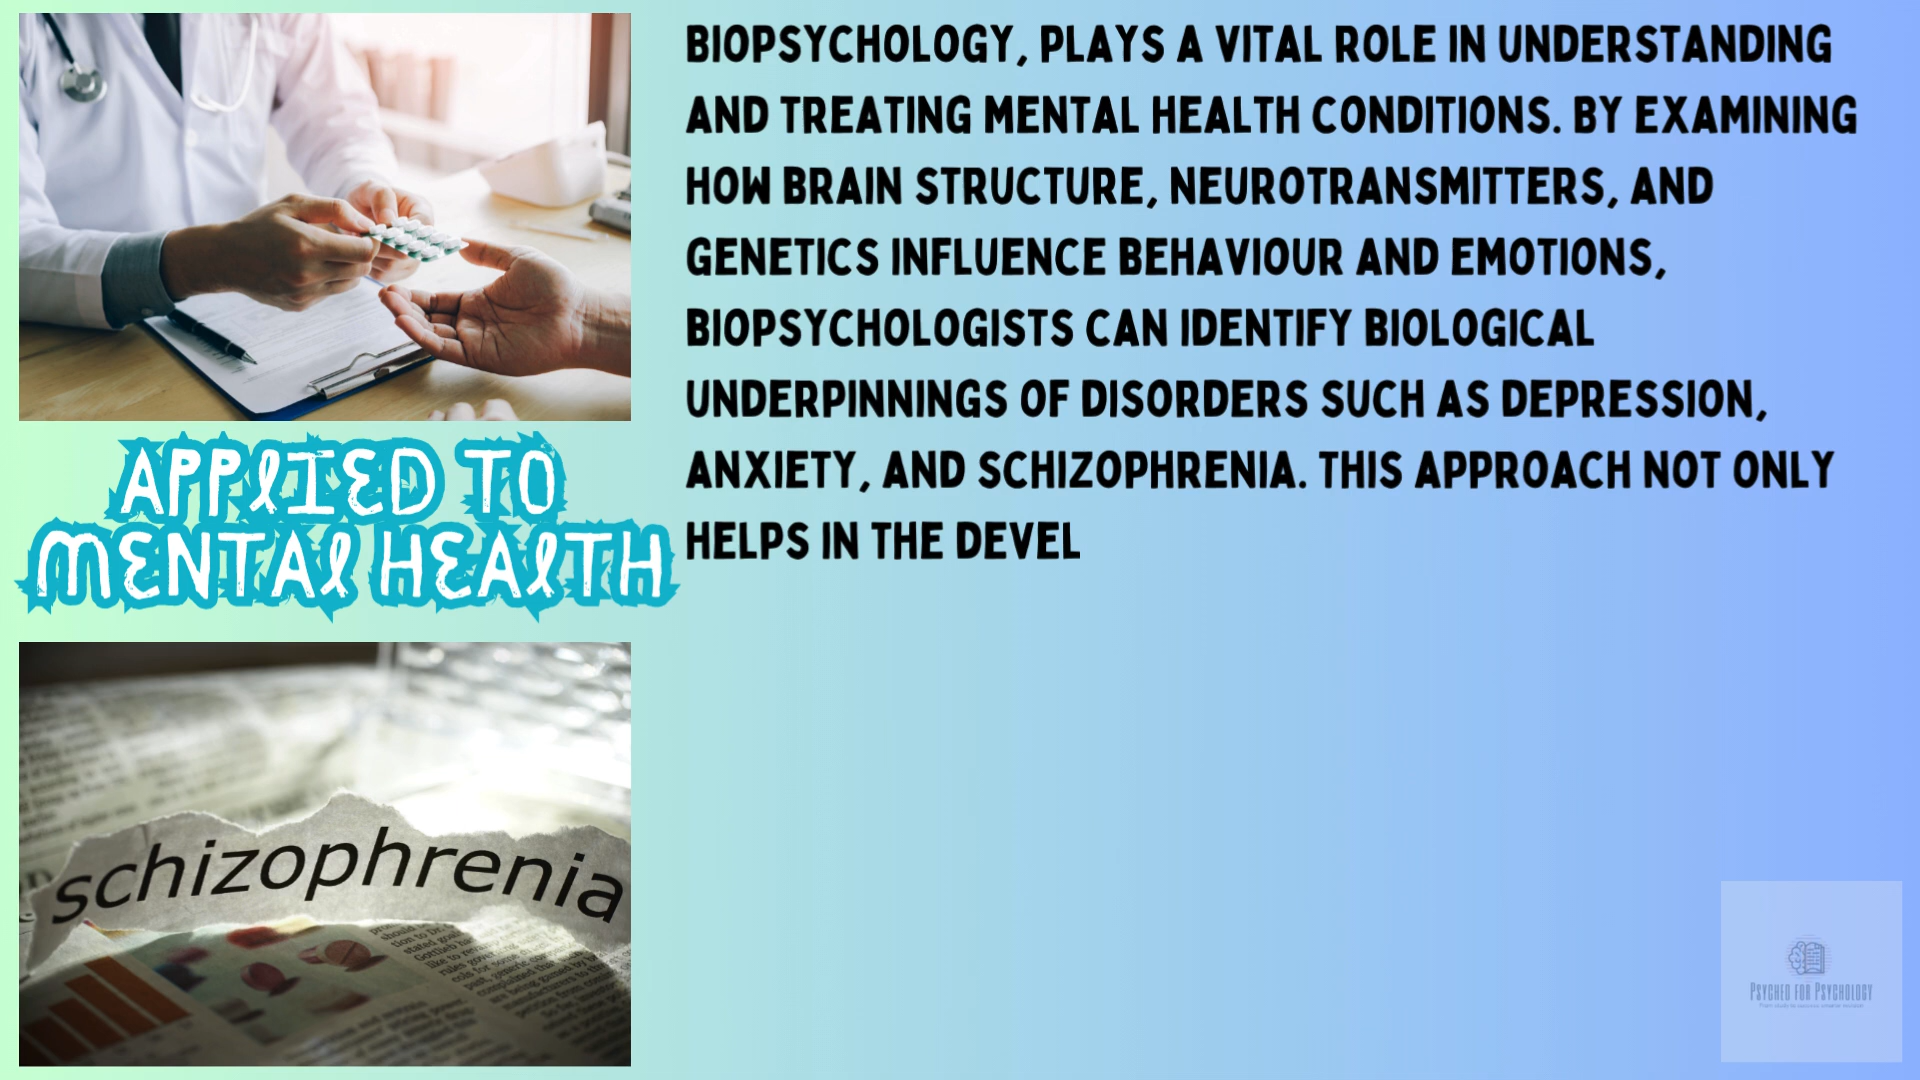 BIOPSYCHOLOGY, PLAYS A VITAL ROLE IN UNDERSTANDING
AND TREATING MENTAL HEALTH CONDITIONS. BY EXAMINING
HOW BRAIN STRUCTURE, NEUROTRANSMITTERS, AND
GENETICS INFLUENCE BEHAVIOUR AND EMOTIONS,
BIOPSYCHOLOGISTS CAN IDENTIFY BIOLOGICAL
UNDERPINNINGS OF DISORDERS SUCH AS DEPRESSION,
ANXIETY, AND SCHIZOPHRENIA. THIS APPROACH NOT ONLY
HELPS IN THE DEVEL
APPLIED TO
MENTAL HEALTH
schizophrenia
PSYCHED FOR PSYCHOLOGY